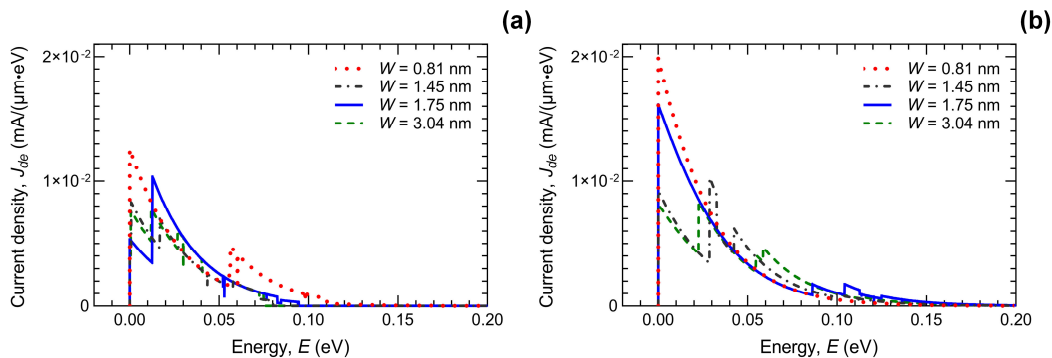 (a)
Current density, J_de (mA/(μm•eV)
2×10⁻²
1×10⁻²
0
0.00 0.05 0.10 0.15 0.20
Energy, E (eV)
W = 0.81 nm
W = 1.45 nm
W = 1.75 nm
W = 3.04 nm
(b)
Current density, J_de (mA/(μm•eV)
2×10⁻²
1×10⁻²
0
0.00 0.05 0.10 0.15 0.20
Energy, E (eV)
W = 0.81 nm
W = 1.45 nm
W = 1.75 nm
W = 3.04 nm